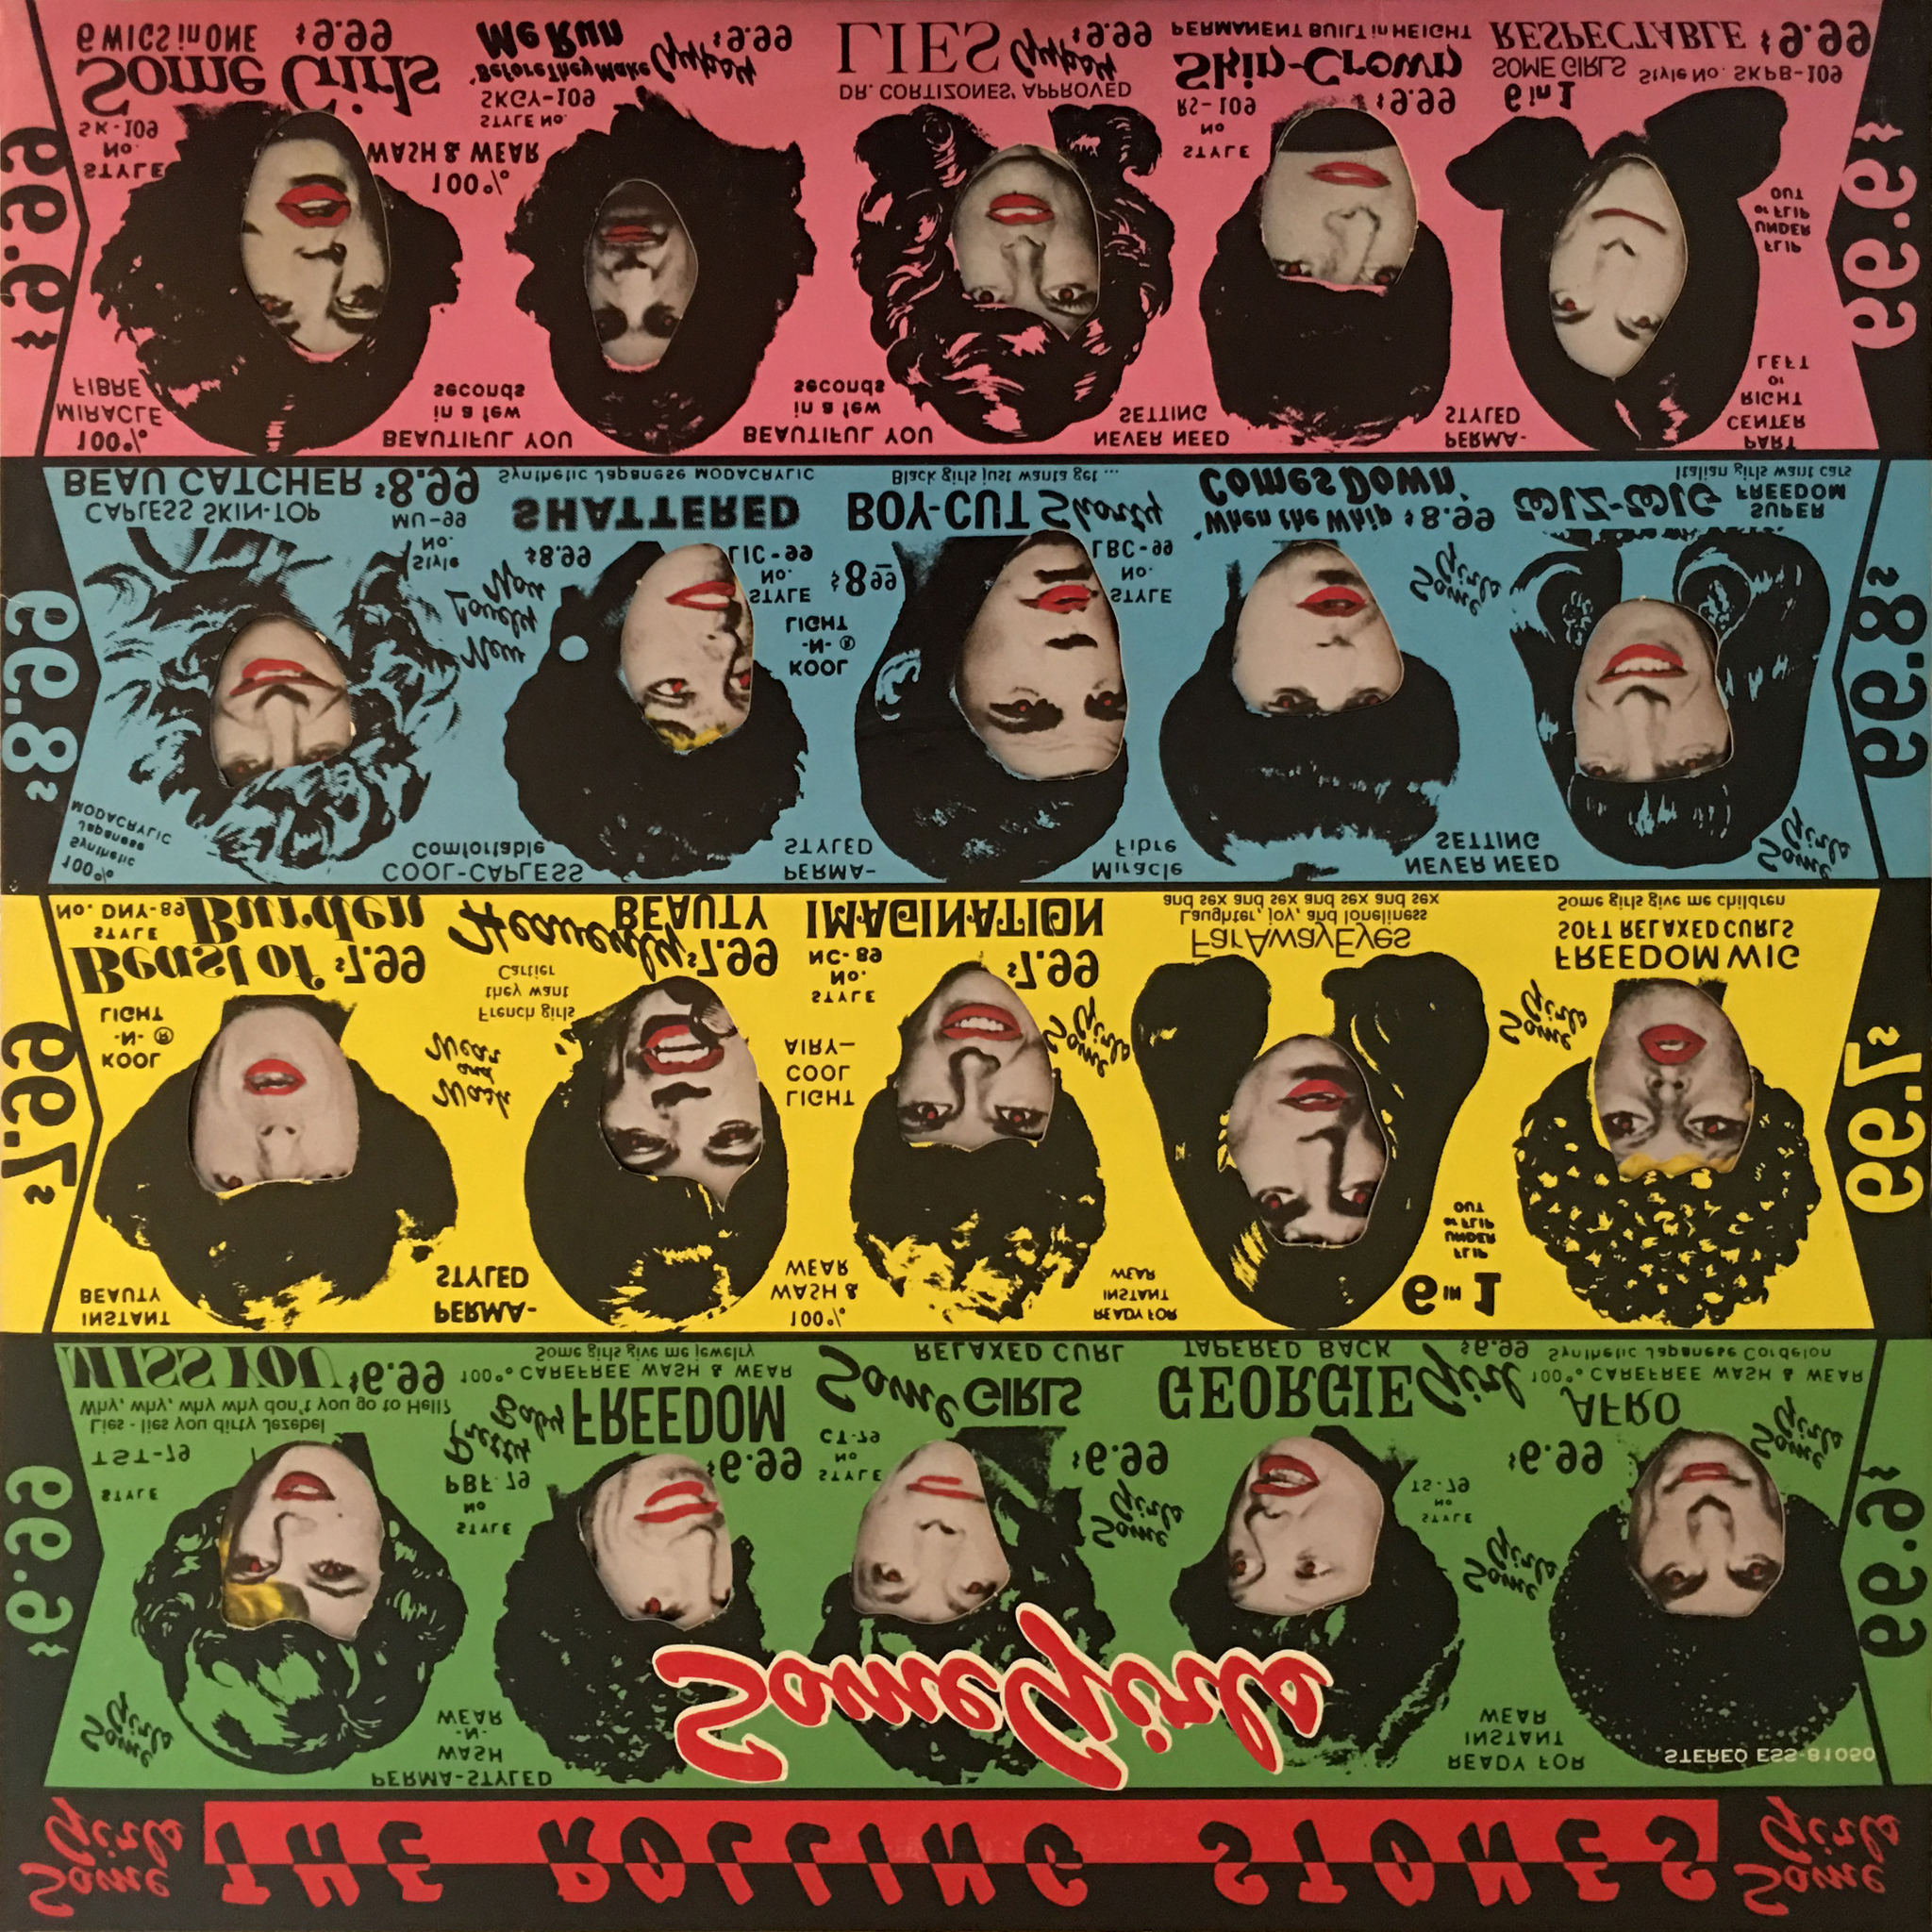 Some Girls
THE ROLLING STONES
Some Girls
PERMA-STYLED
WASH
-N-
WEAR
Some Girls
READY FOR
INSTANT
WEAR
STEREO ESS-81050
Some Girls
$6.99
$6.99
STYLE
TST-79
Lies - lies you dirty Jezebel
Why, why, why why don't you go to Hell?
MISS YOU $6.99
STYLE
No
PBF-79
Pretty Baby
FREEDOM
$6.99
100% CAREFREE WASH & WEAR
Some girls give me jewelry
STYLE
No
CT-79
Some GIRLS
RELAXED CURL
Some Girls
$6.99
GEORGIE Girl
TAPERED BACK
$6.99
STYLE
No
TS-79
Some Girls
$6.99
Some Girls
AFRO
100% CAREFREE WASH & WEAR
Synthetic Japanese Cordelon
INSTANT
BEAUTY
PERMA-
STYLED
100%
WASH &
WEAR
READY FOR
INSTANT
WEAR
6 IN 1
FLIP
UNDER
or FLIP
OUT
$7.99
$7.99
KOOL
-N- ®
LIGHT
Beast of $7.99
Burden
STYLE
No. DNY-89
Wash
and
Wear
French girls
they want
Cartier
Heavenly $7.99
BEAUTY
LIGHT
COOL
AIRY—
STYLE
No.
NC-89
$7.99
IMAGINATION
Some Girls
Far Away Eyes
Laughter, joy, and loneliness
and sex and sex and sex and sex
Some Girls
FREEDOM WIG
SOFT RELAXED CURLS
Some girls give me children
100%
Synthetic
Japanese
MODACRYLIC
COOL-CAPLESS
Comfortable
PERMA-
STYLED
Miracle
Fibre
NEVER NEED
SETTING
Some Girls
$8.99
$8.99
New
Lovely
You
Style
No.
MU-99
CAPLESS SKIN-TOP
BEAU CATCHER $8.99
$8.99
SHATTERED
Synthetic Japanese MODACRYLIC
KOOL
-N- ®
LIGHT
STYLE
No.
LIC-99
$8.99
BOY-CUT Shorty
Black girls just wanta get ...
STYLE
No.
LBC-99
'When the Whip $8.99
Comes Down'
Some Girls
WIZ-WIG
SUPER
FREEDOM
Italian girls want cars
100%
MIRACLE
FIBRE
BEAUTIFUL YOU
in a few
seconds
BEAUTIFUL YOU
in a few
seconds
NEVER NEED
SETTING
PERMA-
STYLED
PART
CENTER
RIGHT
or
LEFT
$9.99
$9.99
STYLE
No.
SK-109
Some Girls
6 WIGS in ONE $9.99
100%
WASH & WEAR
STYLE No.
SKGY-109
'Before They Make
Me Run
Gypsy $9.99
DR. CORTIZONES, APPROVED
LIES Gypsy $9.99
STYLE
No
RS-109
$9.99
Skin-Crown
PERMANENT BUILT in HEIGHT
FLIP
UNDER
or FLIP
OUT
6 in 1
SOME GIRLS Style No. SKPB-109
RESPECTABLE $9.99